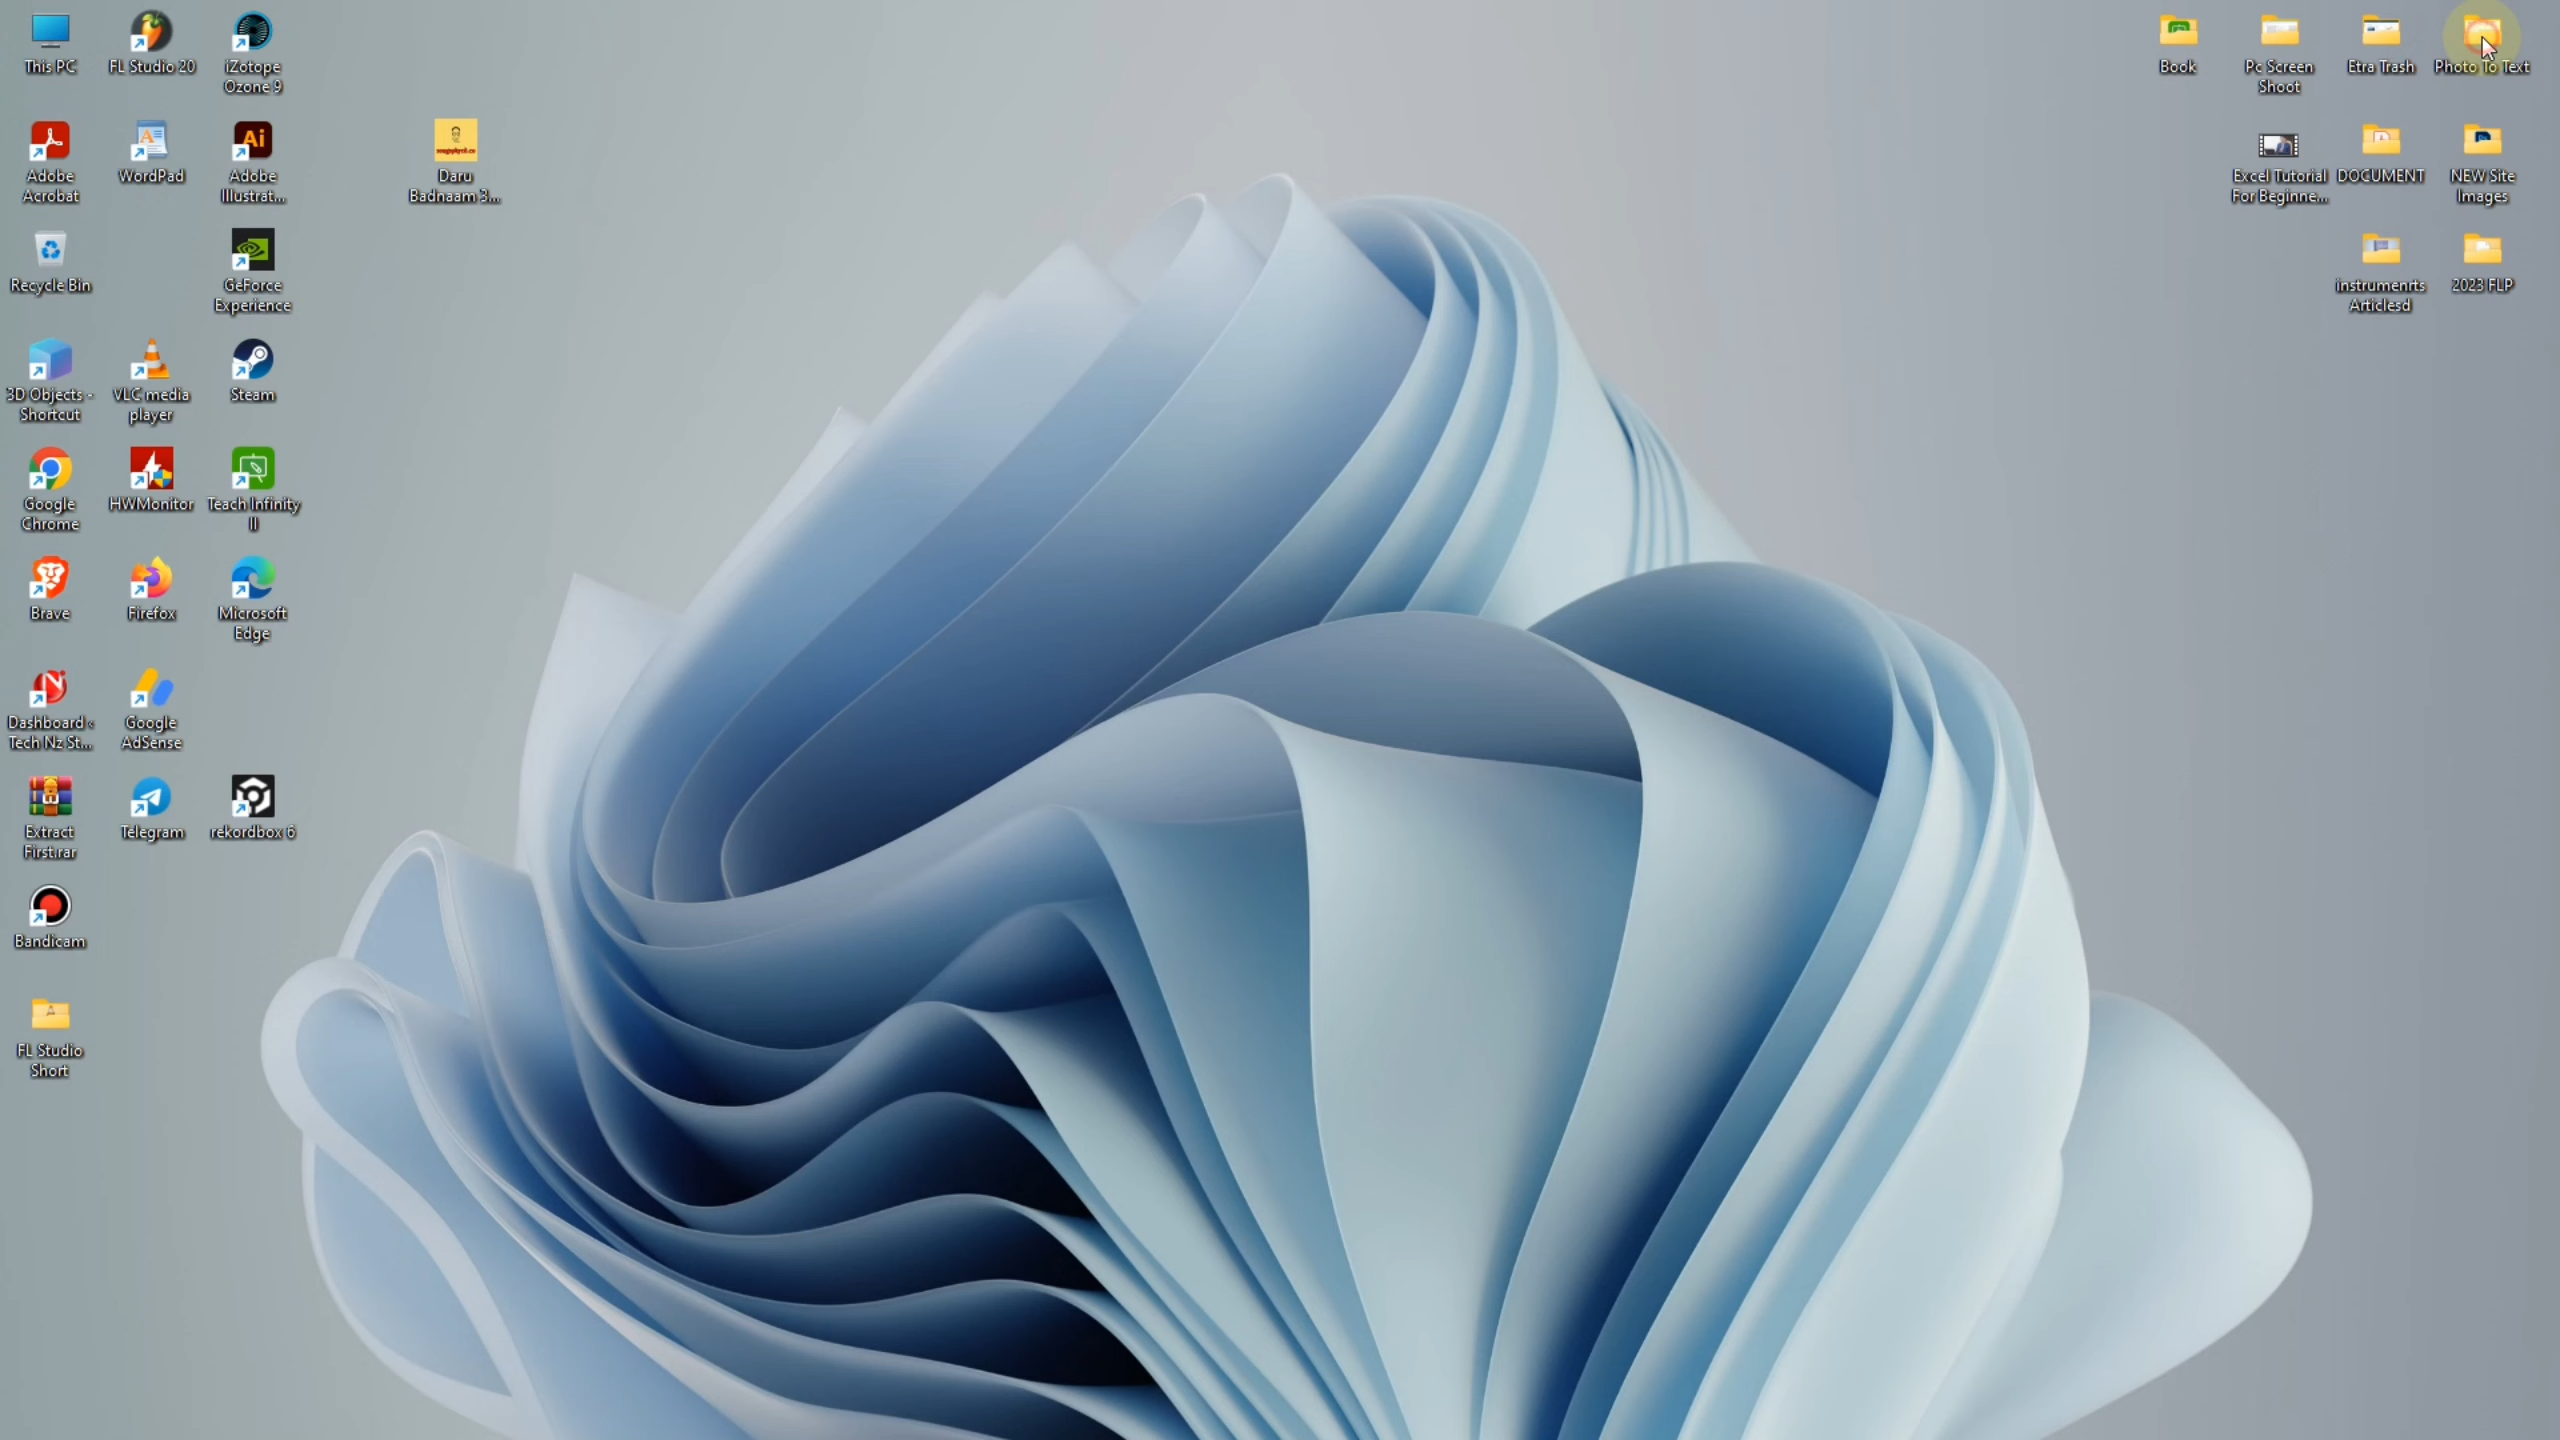 This PC
FL Studio 20
iZotope
Ozone 9
Adobe
Acrobat
WordPad
Adobe
Illustrat...
Daru
Badnaam 3...
Recycle Bin
GeForce
Experience
3D Objects -
Shortcut
VLC media
player
Steam
Google
Chrome
HWMonitor
Teach Infinity
II
Brave
Firefox
Microsoft
Edge
Dashboard ‹
Tech Nz St...
Google
AdSense
Extract
First.rar
Telegram
rekordbox 6
Bandicam
FL Studio
Short
Book
Pc Screen
Shoot
Etra Trash
Photo To Text
Excel Tutorial
For Beginne...
DOCUMENT
NEW Site
Images
instrumenrts
Articlesd
2023 FLP